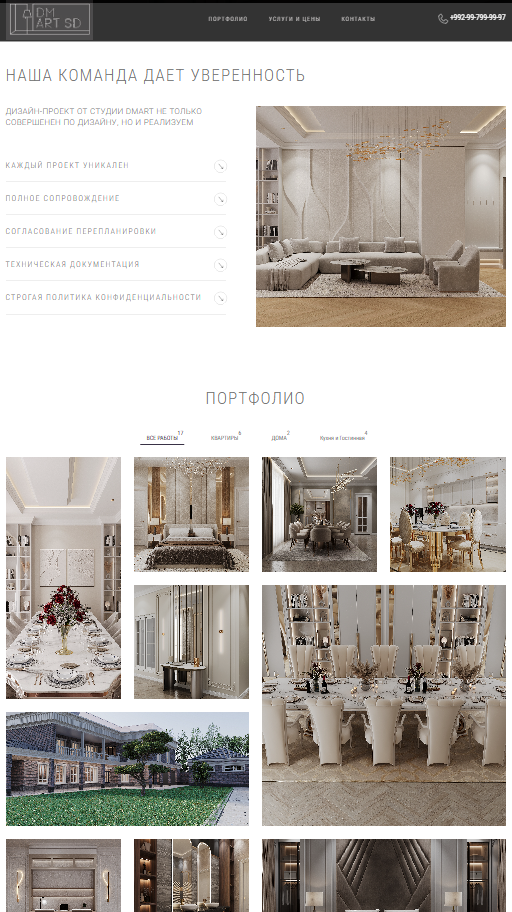 DM
ART SD
ПОРТФОЛИО
УСЛУГИ И ЦЕНЫ
КОНТАКТЫ
+992-99-799-99-97
НАША КОМАНДА ДАЕТ УВЕРЕННОСТЬ
ДИЗАЙН-ПРОЕКТ ОТ СТУДИИ DMART НЕ ТОЛЬКО
СОВЕРШЕНЕН ПО ДИЗАЙНУ, НО И РЕАЛИЗУЕМ
КАЖДЫЙ ПРОЕКТ УНИКАЛЕН
ПОЛНОЕ СОПРОВОЖДЕНИЕ
СОГЛАСОВАНИЕ ПЕРЕПЛАНИРОВКИ
ТЕХНИЧЕСКАЯ ДОКУМЕНТАЦИЯ
СТРОГАЯ ПОЛИТИКА КОНФИДЕНЦИАЛЬНОСТИ
ПОРТФОЛИО
ВСЕ РАБОТЫ 17
КВАРТИРЫ 6
ДОМА 2
Кухня и Гостинная 4